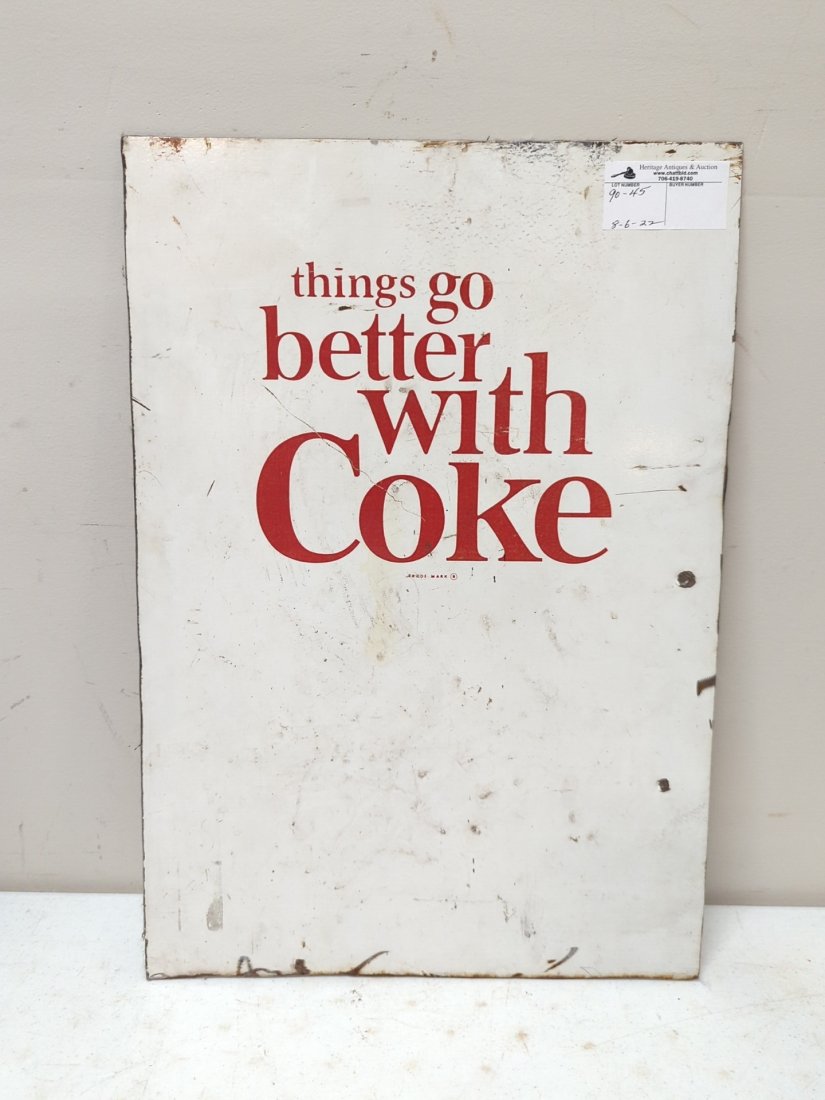 Heritage Antiques & Auction
www.chattbid.com
706-419-8740
LOT NUMBER BUYER NUMBER
90-45
8-6-22
things go
better
with
Coke
TRADE-MARK ®